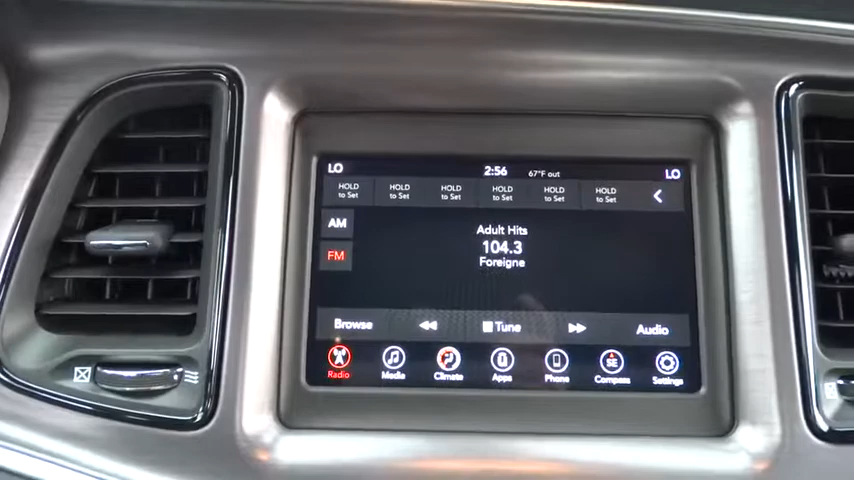 LO 2:56 67°F out LO
HOLD HOLD HOLD HOLD HOLD HOLD
to Set to Set to Set to Set to Set to Set
AM
Adult Hits
104.3
FM
Foreigne
Browse Tune Audio
SE
Radio Media Climate Apps Phone Compass Settings